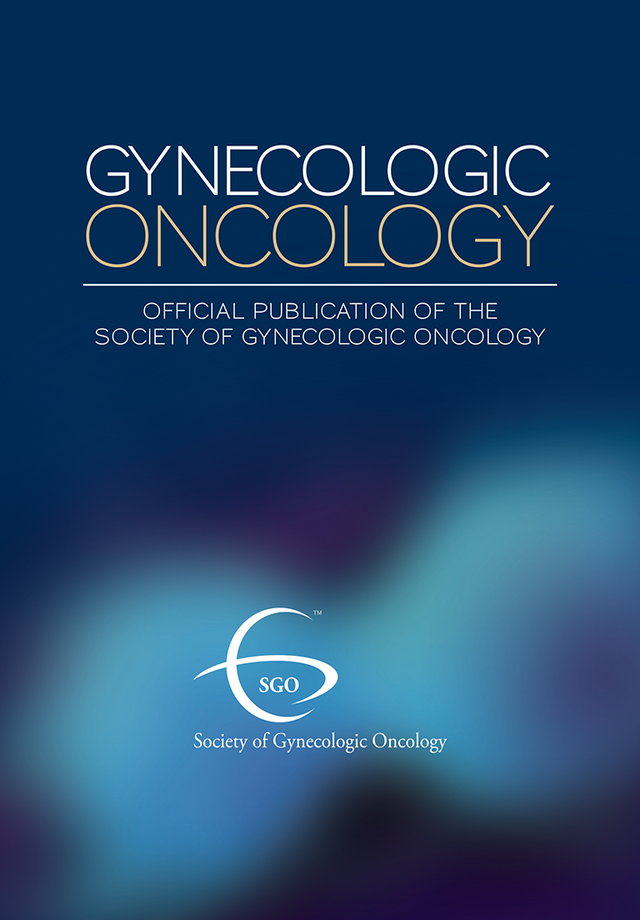 GYNECOLOGIC
ONCOLOGY
OFFICIAL PUBLICATION OF THE
SOCIETY OF GYNECOLOGIC ONCOLOGY
™
SGO
Society of Gynecologic Oncology